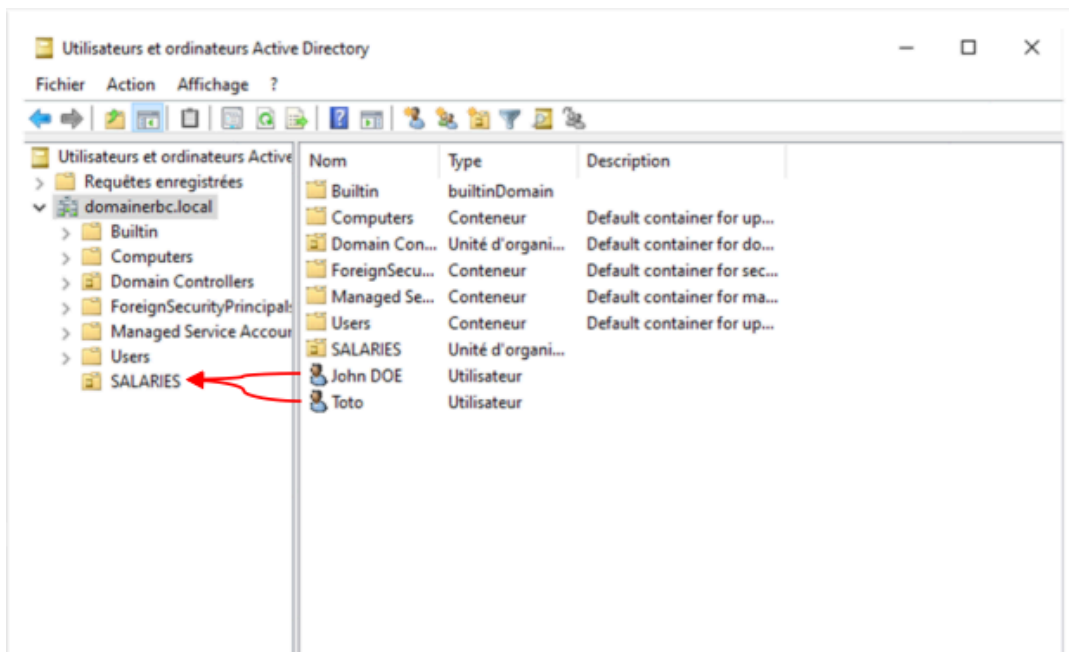 Utilisateurs et ordinateurs Active Directory
Fichier Action Affichage ?
Utilisateurs et ordinateurs Active
Requêtes enregistrées
domainerbc.local
Builtin
Computers
Domain Controllers
ForeignSecurityPrincipals
Managed Service Accour
Users
SALARIES
Nom Type Description
Builtin builtinDomain
Computers Conteneur Default container for up...
Domain Con... Unité d'organi... Default container for do...
ForeignSecu... Conteneur Default container for sec...
Managed Se... Conteneur Default container for ma...
Users Conteneur Default container for up...
SALARIES Unité d'organi...
John DOE Utilisateur
Toto Utilisateur